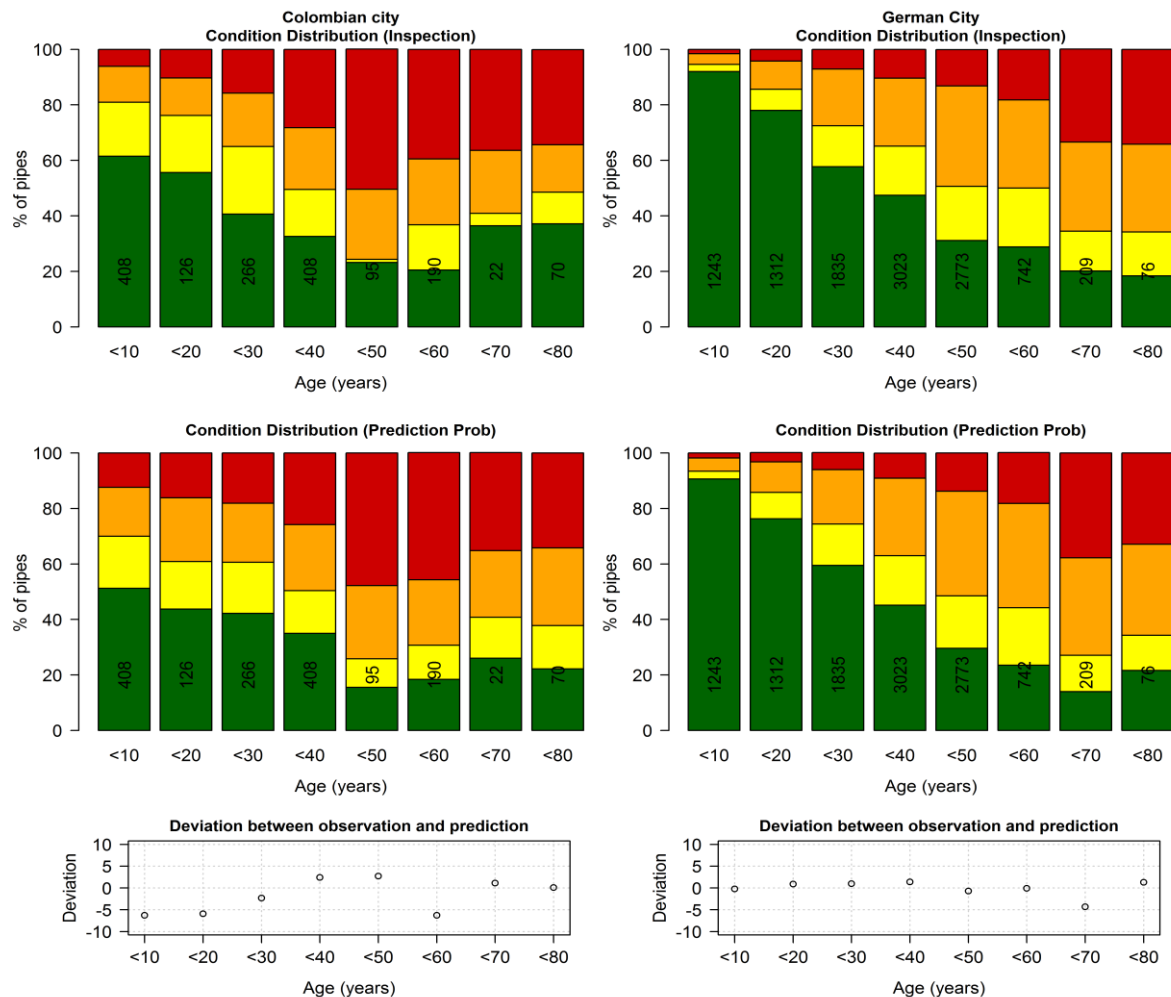 Colombian city
Condition Distribution (Inspection)
100
80
60
40
20
0
% of pipes
408 126 266 408 95 190 22 70
<10 <20 <30 <40 <50 <60 <70 <80
Age (years)
German City
Condition Distribution (Inspection)
100
80
60
40
20
0
% of pipes
1243 1312 1835 3023 2773 742 209 76
<10 <20 <30 <40 <50 <60 <70 <80
Age (years)
Condition Distribution (Prediction Prob)
100
80
60
40
20
0
% of pipes
408 126 266 408 95 190 22 70
<10 <20 <30 <40 <50 <60 <70 <80
Age (years)
Condition Distribution (Prediction Prob)
100
80
60
40
20
0
% of pipes
1243 1312 1835 3023 2773 742 209 76
<10 <20 <30 <40 <50 <60 <70 <80
Age (years)
Deviation between observation and prediction
10
5
0
-5
-10
Deviation
<10 <20 <30 <40 <50 <60 <70 <80
Age (years)
Deviation between observation and prediction
10
5
0
-5
-10
Deviation
<10 <20 <30 <40 <50 <60 <70 <80
Age (years)